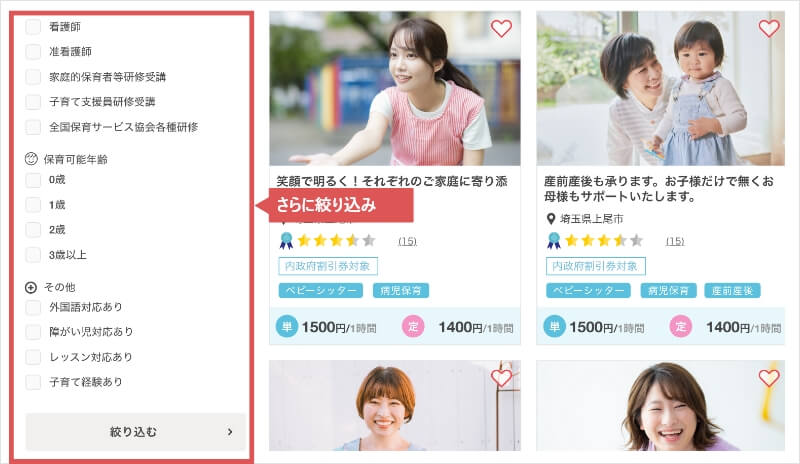 看護師
准看護師
家庭的保育者等研修受講
子育て支援員研修受講
全国保育サービス協会各種研修
保育可能年齢
0歳
1歳
2歳
3歳以上
その他
外国語対応あり
障がい児対応あり
レッスン対応あり
子育て経験あり
絞り込む
さらに絞り込み
笑顔で明るく！それぞれのご家庭に寄り添
(15)
内政府割引券対象
ベビーシッター
病児保育
単 1500円/1時間
定 1400円/1時間
産前産後も承ります。お子様だけで無くお
母様もサポートいたします。
埼玉県上尾市
(15)
内政府割引券対象
ベビーシッター
病児保育
産前産後
単 1500円/1時間
定 1400円/1時間